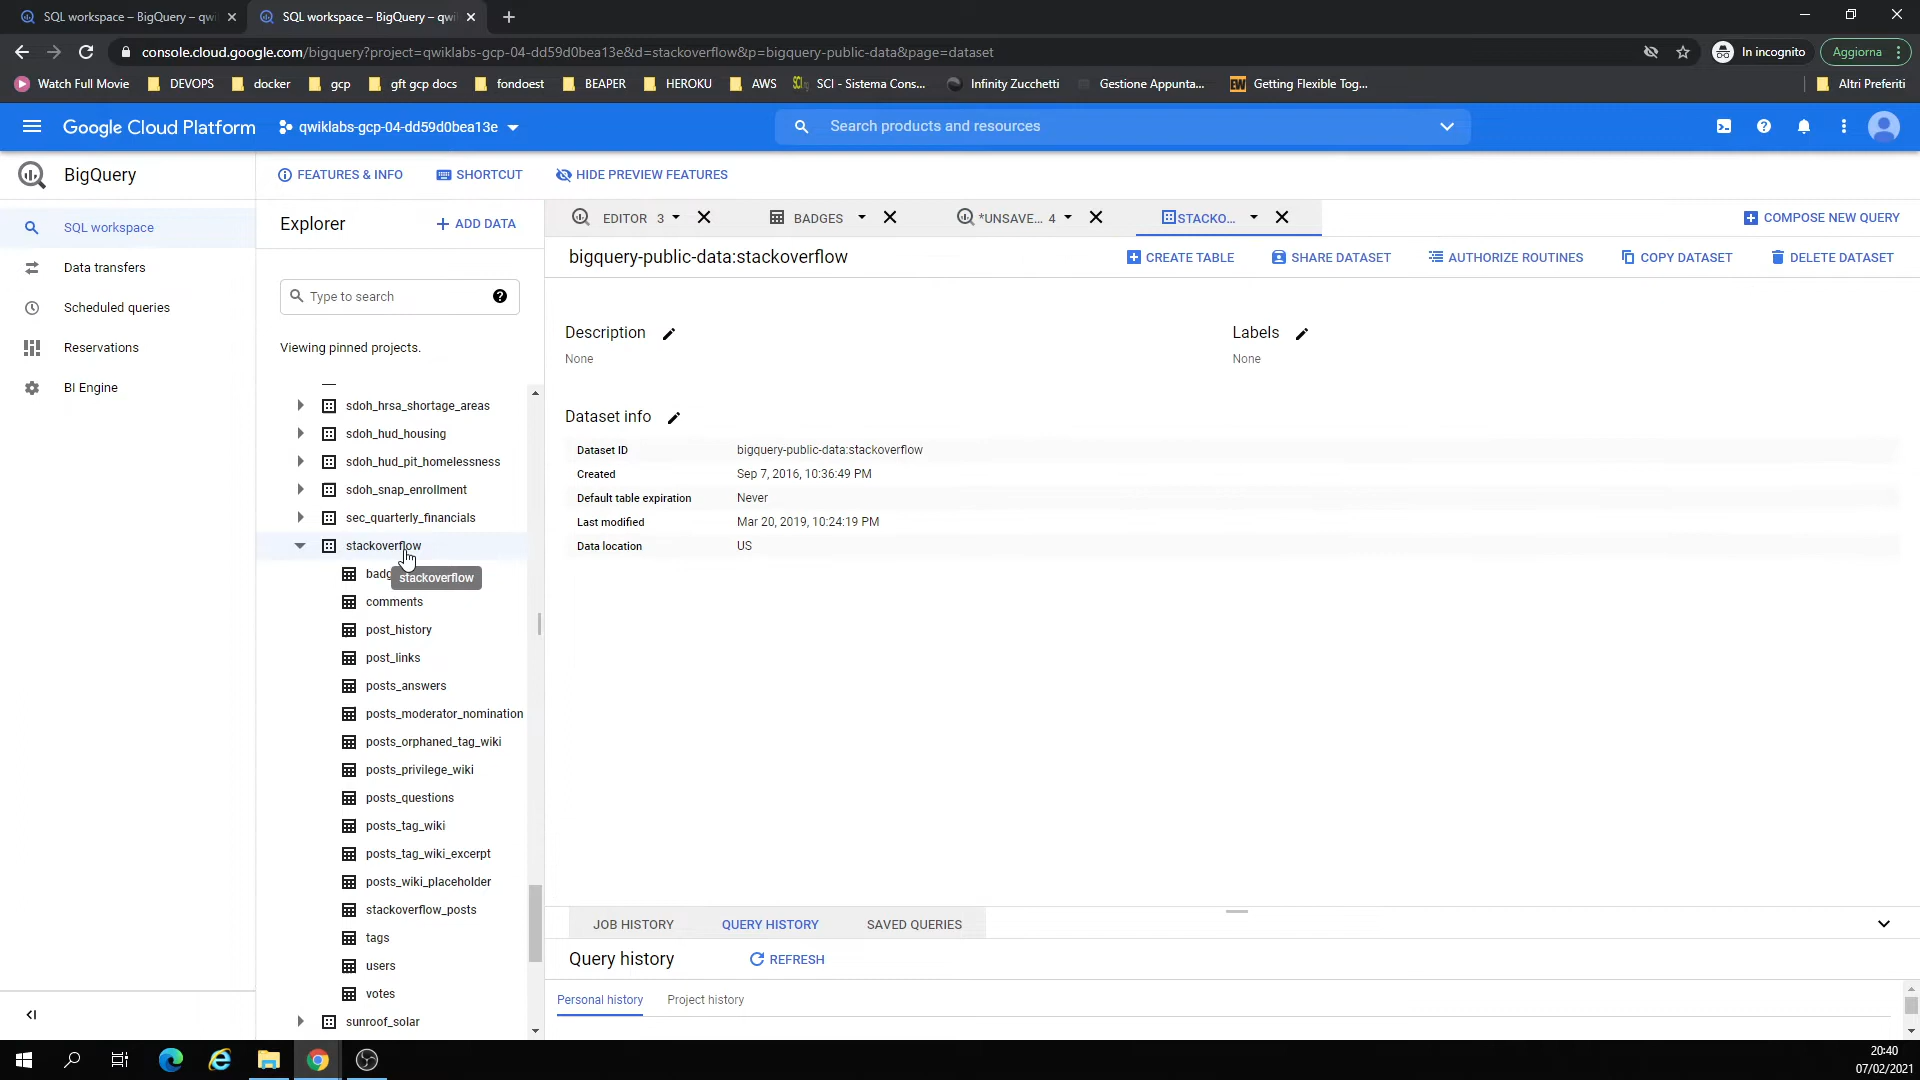 SQL workspace – BigQuery – qwi
SQL workspace – BigQuery – qwi
console.cloud.google.com/bigquery?project=qwiklabs-gcp-04-dd59d0bea13e&d=stackoverflow&p=bigquery-public-data&page=dataset
In incognito
Aggiorna
Watch Full Movie
DEVOPS
docker
gcp
gft gcp docs
fondoest
BEAPER
HEROKU
AWS
SCI - Sistema Cons...
Infinity Zucchetti
Gestione Appunta...
Getting Flexible Tog...
Altri Preferiti
Google Cloud Platform
qwiklabs-gcp-04-dd59d0bea13e
Search products and resources
BigQuery
FEATURES & INFO
SHORTCUT
HIDE PREVIEW FEATURES
SQL workspace
Data transfers
Scheduled queries
Reservations
BI Engine
Explorer
ADD DATA
Type to search
Viewing pinned projects.
sdoh_hrsa_shortage_areas
sdoh_hud_housing
sdoh_hud_pit_homelessness
sdoh_snap_enrollment
sec_quarterly_financials
stackoverflow
badg
stackoverflow
comments
post_history
post_links
posts_answers
posts_moderator_nomination
posts_orphaned_tag_wiki
posts_privilege_wiki
posts_questions
posts_tag_wiki
posts_tag_wiki_excerpt
posts_wiki_placeholder
stackoverflow_posts
tags
users
votes
sunroof_solar
EDITOR 3
BADGES
*UNSAVE... 4
STACKO...
COMPOSE NEW QUERY
bigquery-public-data:stackoverflow
CREATE TABLE
SHARE DATASET
AUTHORIZE ROUTINES
COPY DATASET
DELETE DATASET
Description
None
Labels
None
Dataset info
Dataset ID bigquery-public-data:stackoverflow
Created Sep 7, 2016, 10:36:49 PM
Default table expiration Never
Last modified Mar 20, 2019, 10:24:19 PM
Data location US
JOB HISTORY
QUERY HISTORY
SAVED QUERIES
Query history
REFRESH
Personal history
Project history
20:40
07/02/2021